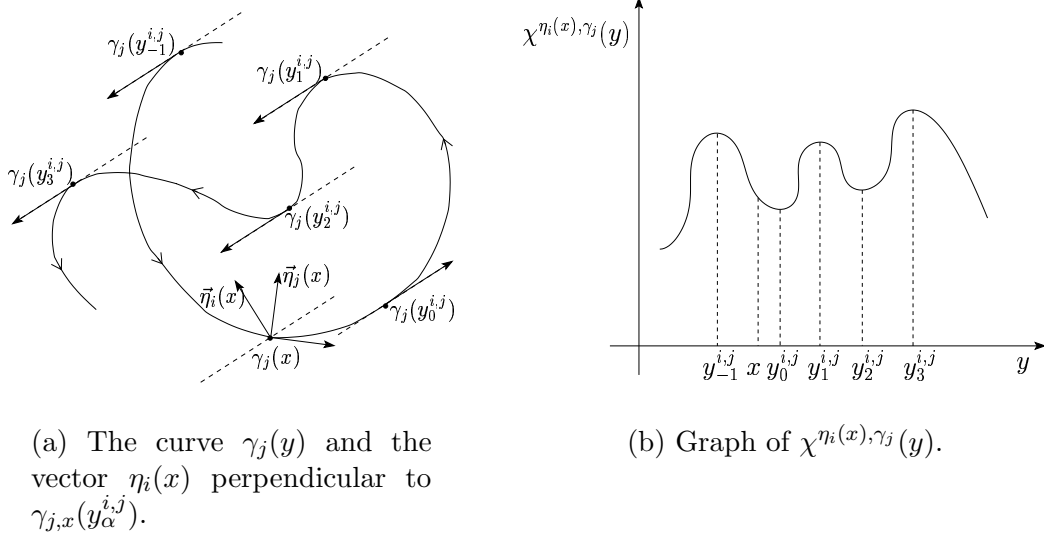 γ_j(y_{-1}^{i,j})
γ_j(y_1^{i,j})
γ_j(y_3^{i,j})
γ_j(y_2^{i,j})
η⃗_i(x)
η⃗_j(x)
γ_j(y_0^{i,j})
γ_j(x)
(a) The curve γ_j(y) and the
vector η_i(x) perpendicular to
γ_{j,x}(y_α^{i,j}).
χ^{η_i(x),γ_j}(y)
y_{-1}^{i,j} x y_0^{i,j} y_1^{i,j} y_2^{i,j} y_3^{i,j} y
(b) Graph of χ^{η_i(x),γ_j}(y).